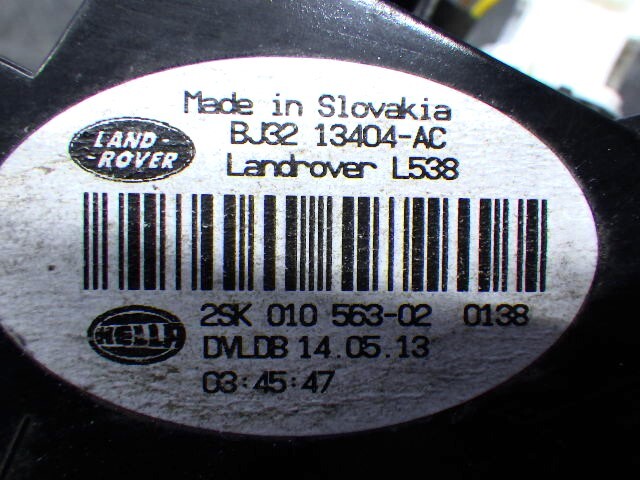 Made in Slovakia
LAND-
-ROVER
BJ32 13404-AC
Landrover L538
HELLA
2SK 010 563-02 0138
DVLDB 14.05.13
03:45:47